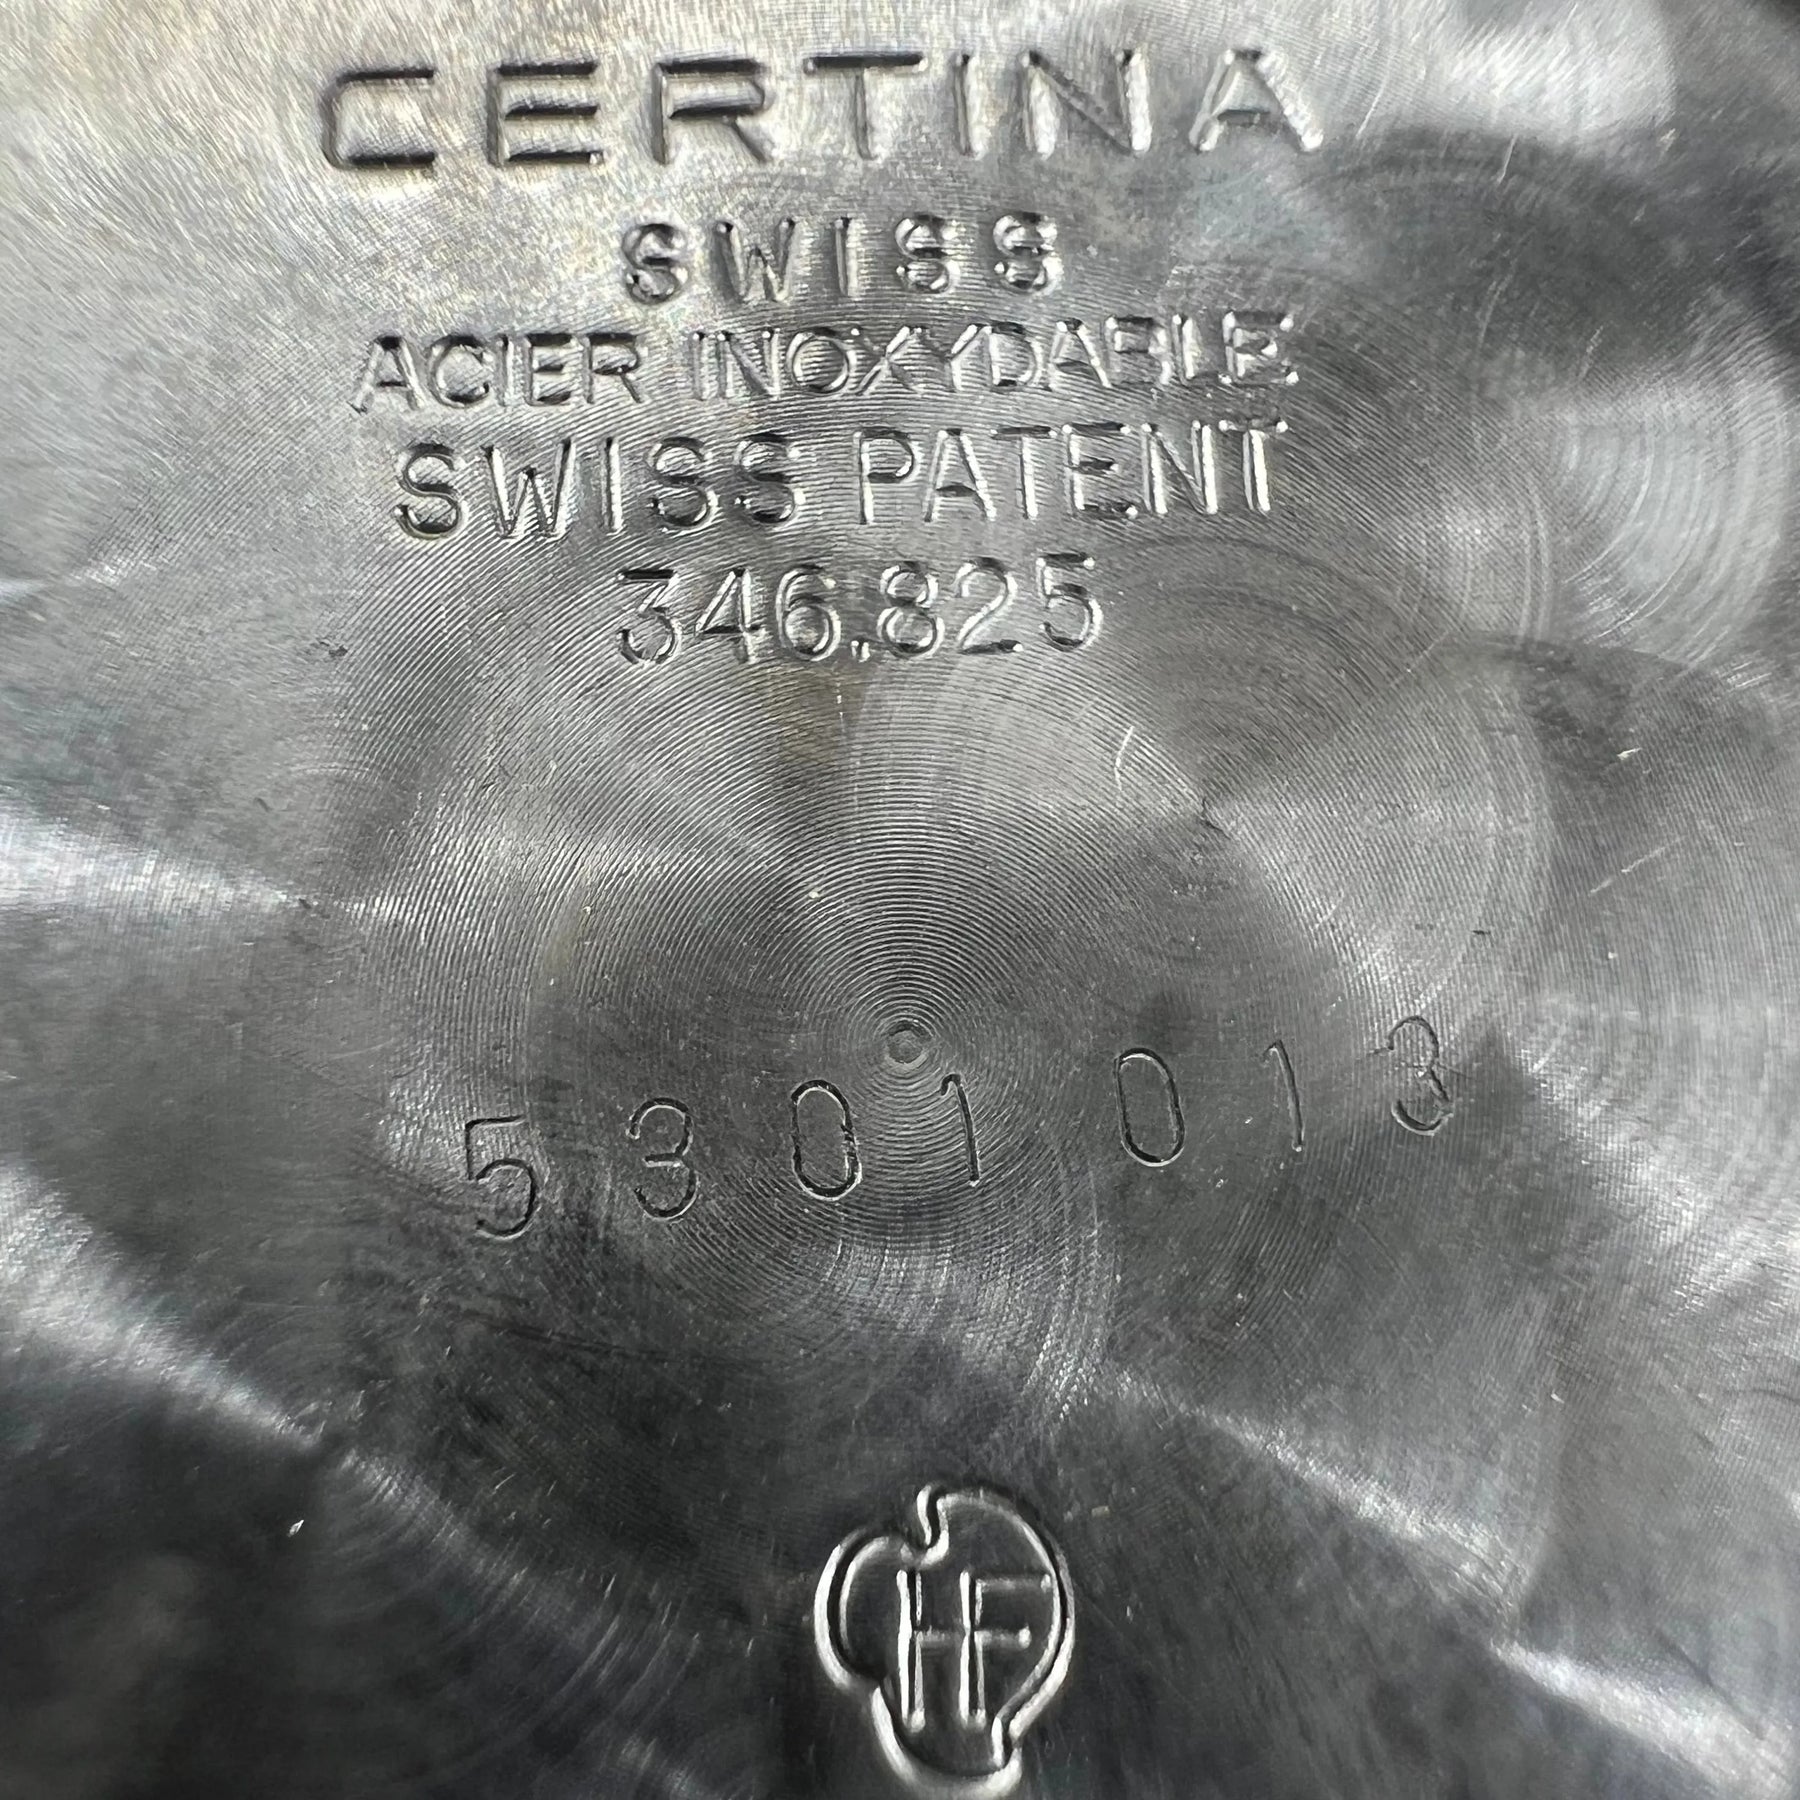 CERTINA
SWISS
ACIER INOXYDABLE
SWISS PATENT
346.825
5301013
HF